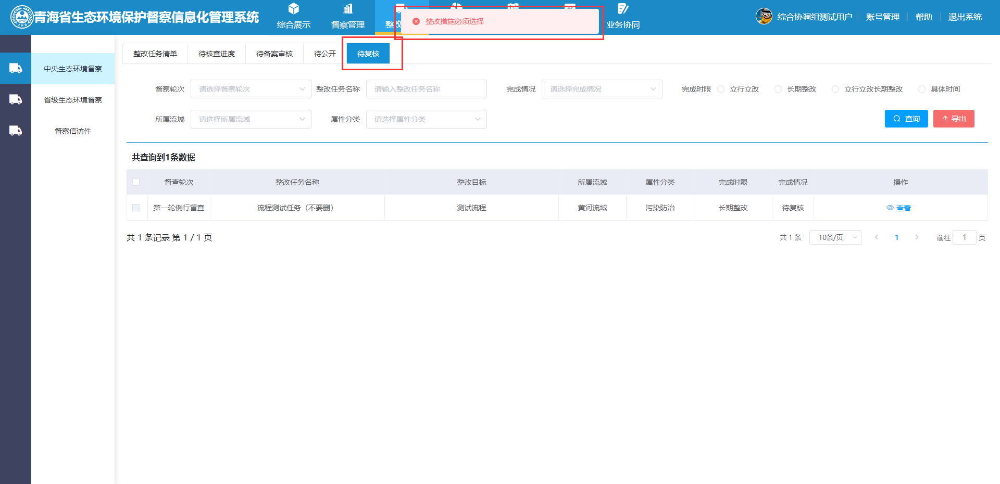 青海省生态环境保护督察信息化管理系统
综合展示
督察管理
整改
整改措施必须选择
业务协同
综合协调组测试用户
账号管理
帮助
退出系统
中央生态环境督察
省级生态环境督察
督察信访件
整改任务清单
待核查进度
待备案审核
待公开
待复核
督察轮次 请选择督察轮次
整改任务名称 请输入整改任务名称
完成情况 请选择完成情况
完成时限 立行立改 长期整改 立行立改长期整改 具体时间
所属流域 请选择所属流域
属性分类 请选择属性分类
查询
导出
共查询到1条数据
督查轮次 整改任务名称 整改目标 所属流域 属性分类 完成时限 完成情况 操作
第一轮例行督查 流程测试任务（不要删） 测试流程 黄河流域 污染防治 长期整改 待复核 查看
共 1 条记录 第 1 / 1 页
共 1 条 10条/页 1 前往 1 页